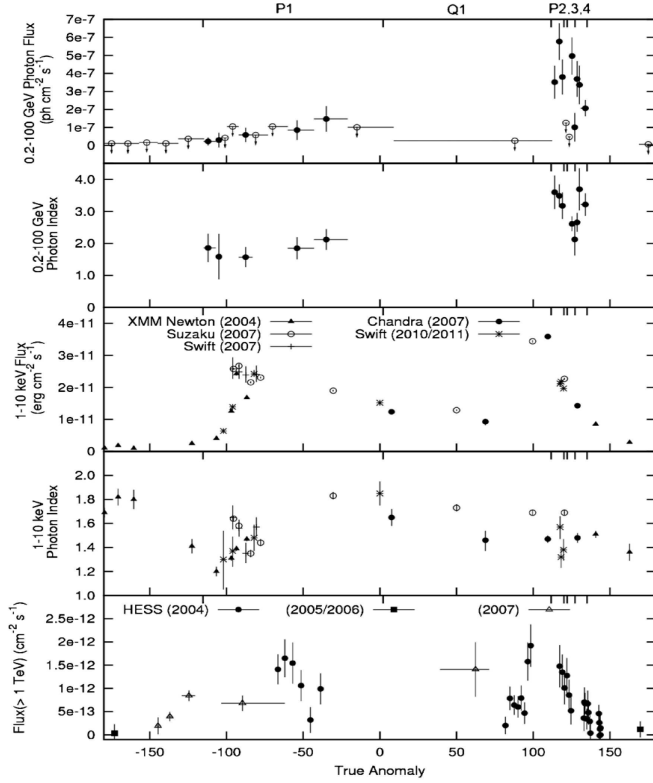 P1 Q1 P2,3,4
7e-7
6e-7
5e-7
4e-7
3e-7
2e-7
1e-7
0
0.2-100 GeV Photon Flux
(ph cm-2 s-1)
4.0
3.0
2.0
1.0
0
0.2-100 GeV
Photon Index
XMM Newton (2004) Chandra (2007)
Suzaku (2007) Swift (2010/2011)
Swift (2007)
4e-11
3e-11
2e-11
1e-11
0
1-10 keV Flux
(erg cm-2 s-1)
2.0
1.8
1.6
1.4
1.2
1.0
1-10 keV
Photon Index
HESS (2004) (2005/2006) (2007)
2.5e-12
2e-12
1.5e-12
1e-12
5e-13
0
Flux(> 1 TeV) (cm-2 s-1)
-150 -100 -50 0 50 100 150
True Anomaly